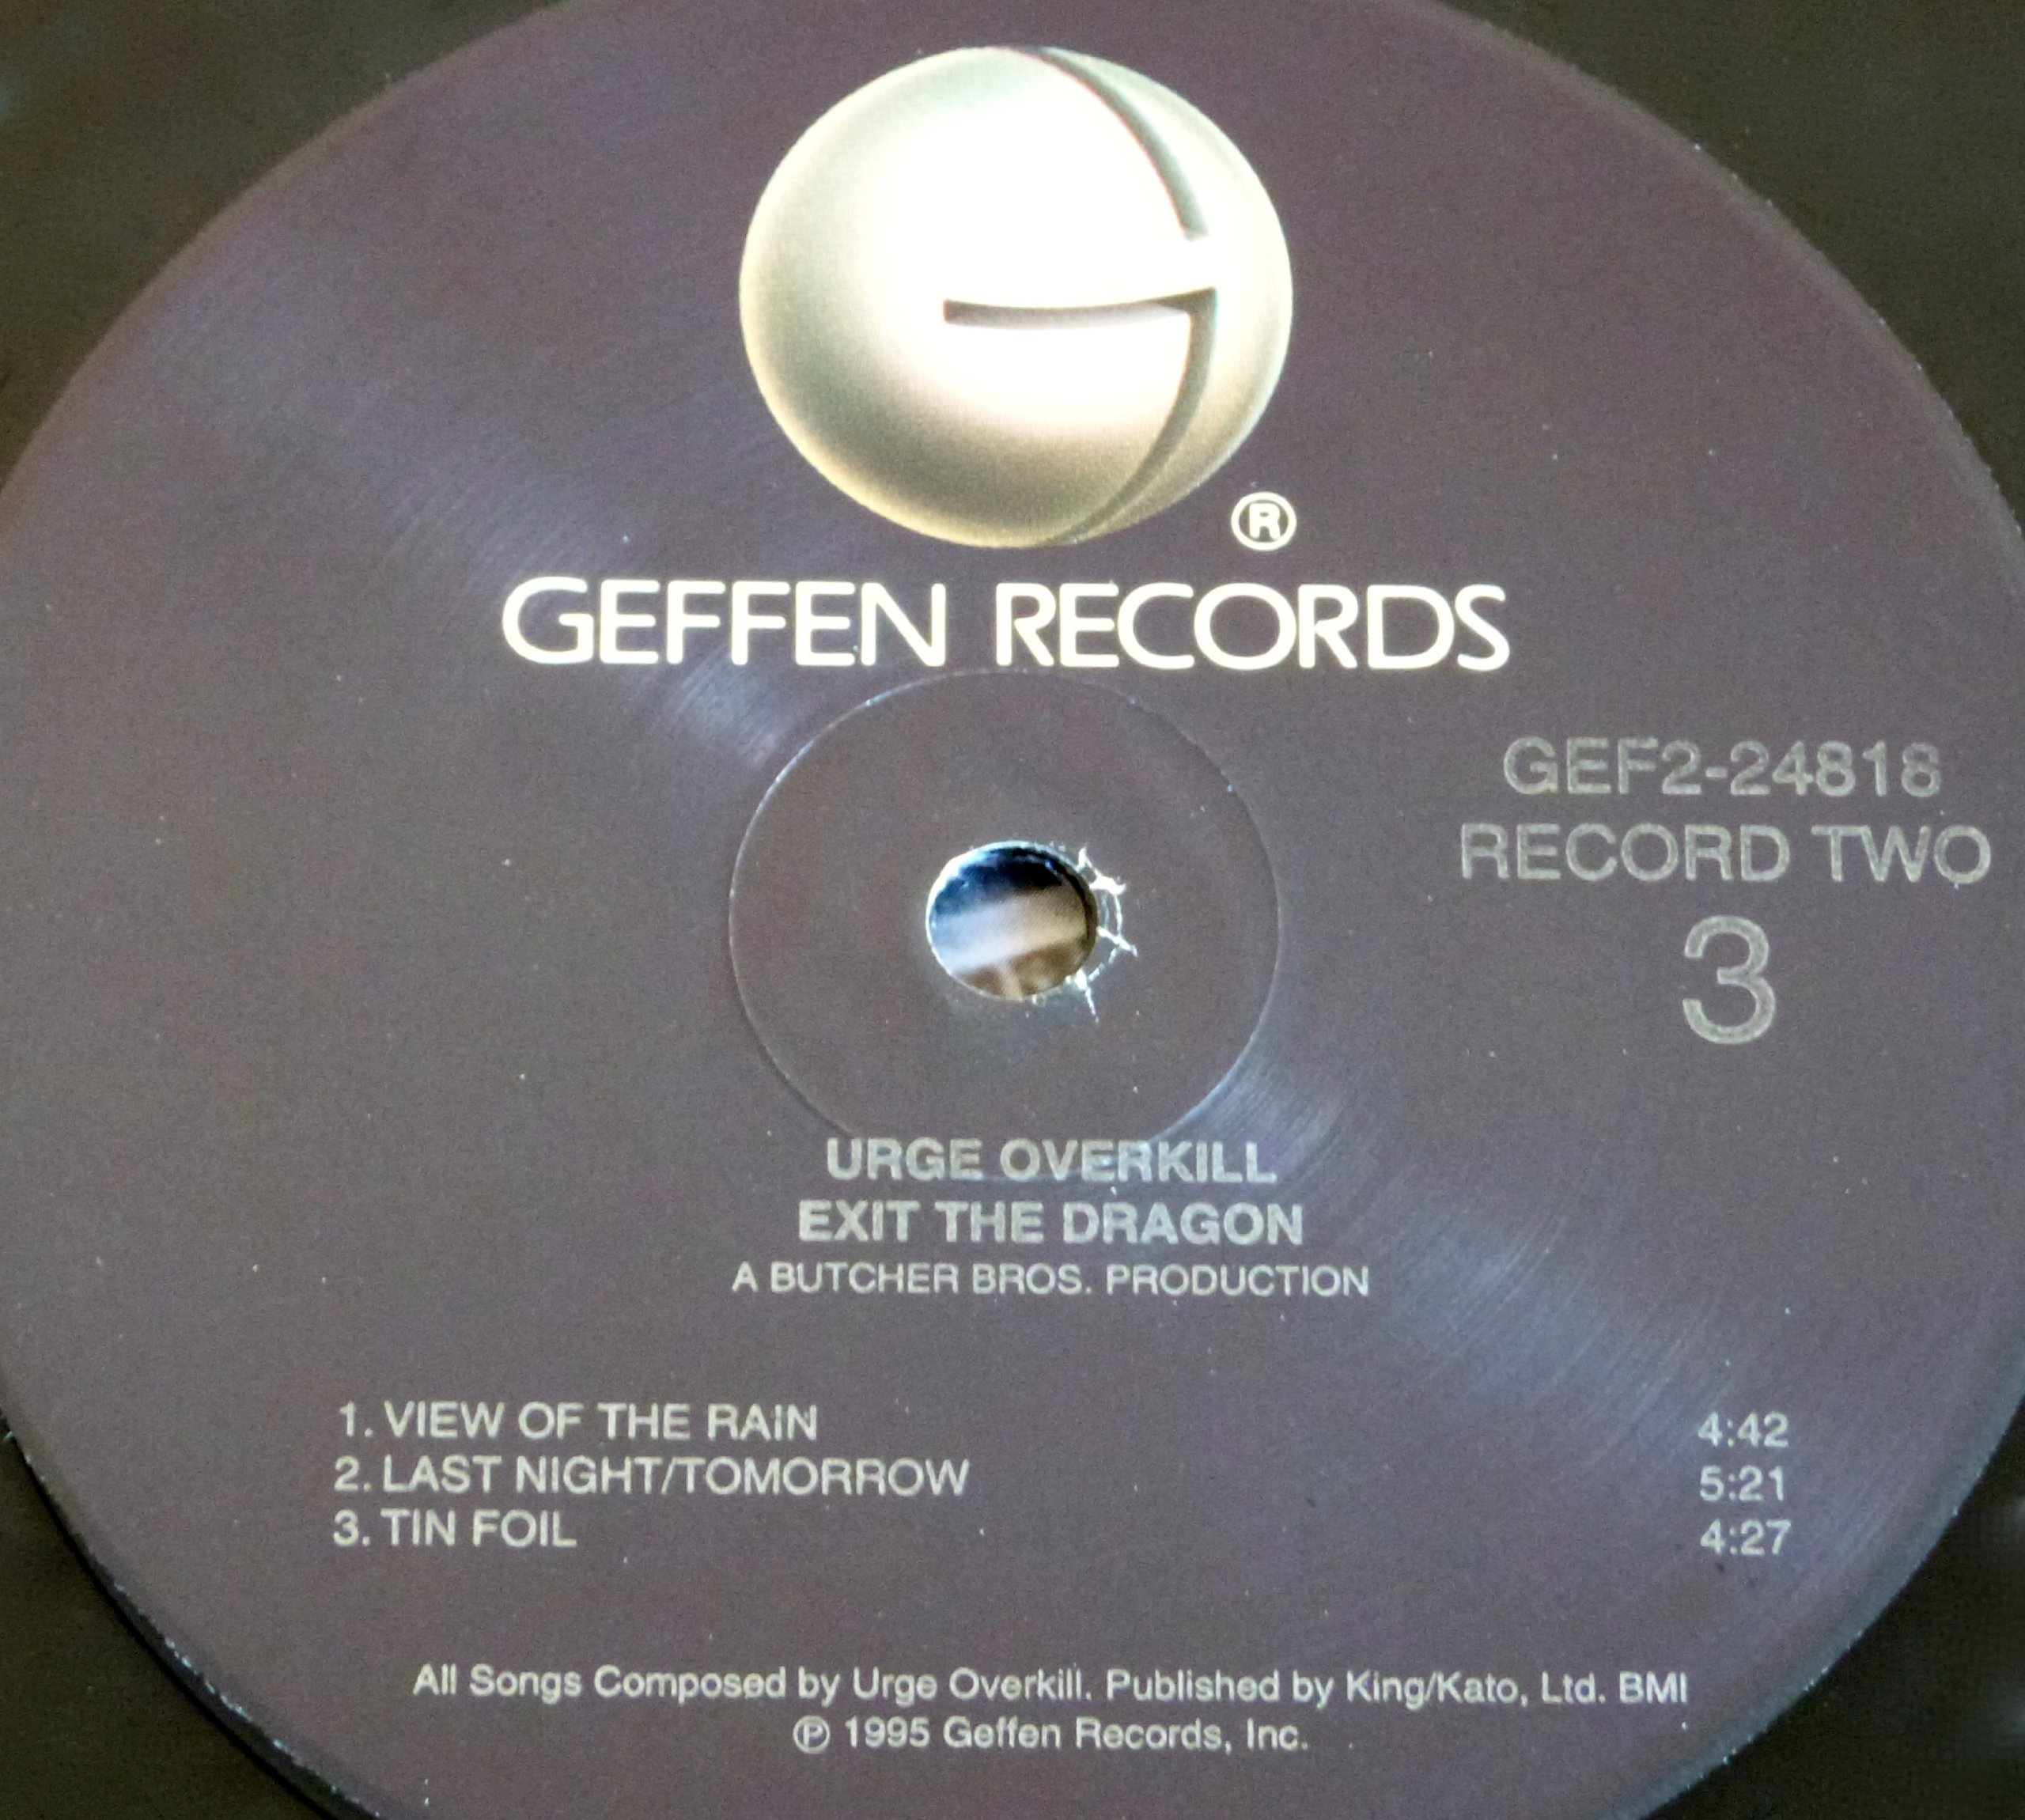 ®
GEFFEN RECORDS
GEF2-24818
RECORD TWO
3
URGE OVERKILL
EXIT THE DRAGON
A BUTCHER BROS. PRODUCTION
1. VIEW OF THE RAIN 4:42
2. LAST NIGHT/TOMORROW 5:21
3. TIN FOIL 4:27
All Songs Composed by Urge Overkill. Published by King/Kato, Ltd. BMI
℗ 1995 Geffen Records, Inc.